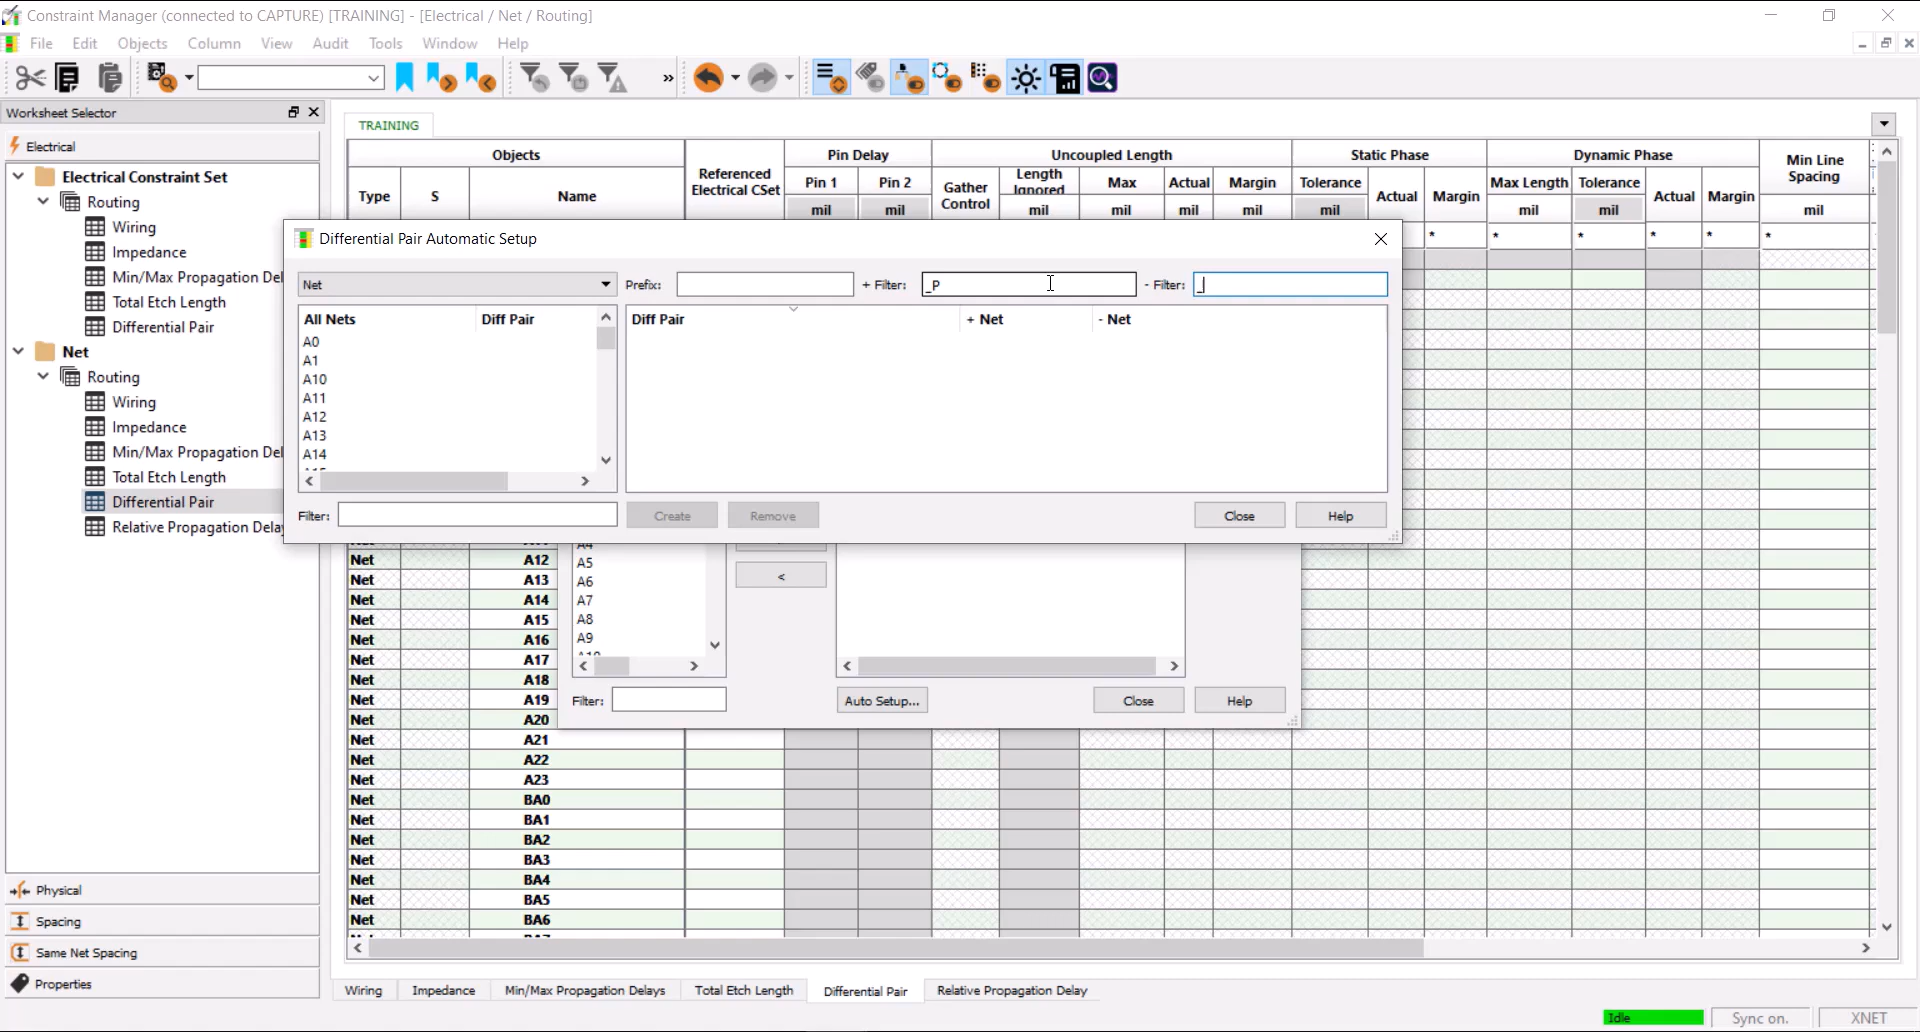 Constraint Manager (connected to CAPTURE) [TRAINING] - [Electrical / Net / Routing]
File Edit Objects Column View Audit Tools Window Help
»
Worksheet Selector
Electrical
Electrical Constraint Set
Routing
Wiring
Impedance
Min/Max Propagation Del
Total Etch Length
Differential Pair
Net
Routing
Wiring
Impedance
Min/Max Propagation Del
Total Etch Length
Differential Pair
Relative Propagation Dela
Physical
Spacing
Same Net Spacing
Properties
TRAINING
Objects Referenced Electrical CSet Pin Delay Uncoupled Length Static Phase Dynamic Phase Min Line Spacing
Type S Name Pin 1 Pin 2 Gather Control Length Ignored Max Actual Margin Tolerance Actual Margin Max Length Tolerance Actual Margin
mil mil mil mil mil mil mil mil mil mil
* * * * * *
Differential Pair Automatic Setup
Net Prefix: + Filter: _P - Filter: _
All Nets Diff Pair
A0
A1
A10
A11
A12
A13
A14
Diff Pair + Net - Net
Filter: Create Remove Close Help
A5
A6
A7
A8
A9
<
Filter: Auto Setup... Close Help
Net A12
Net A13
Net A14
Net A15
Net A16
Net A17
Net A18
Net A19
Net A20
Net A21
Net A22
Net A23
Net BA0
Net BA1
Net BA2
Net BA3
Net BA4
Net BA5
Net BA6
Wiring Impedance Min/Max Propagation Delays Total Etch Length Differential Pair Relative Propagation Delay
Idle Sync on. XNET